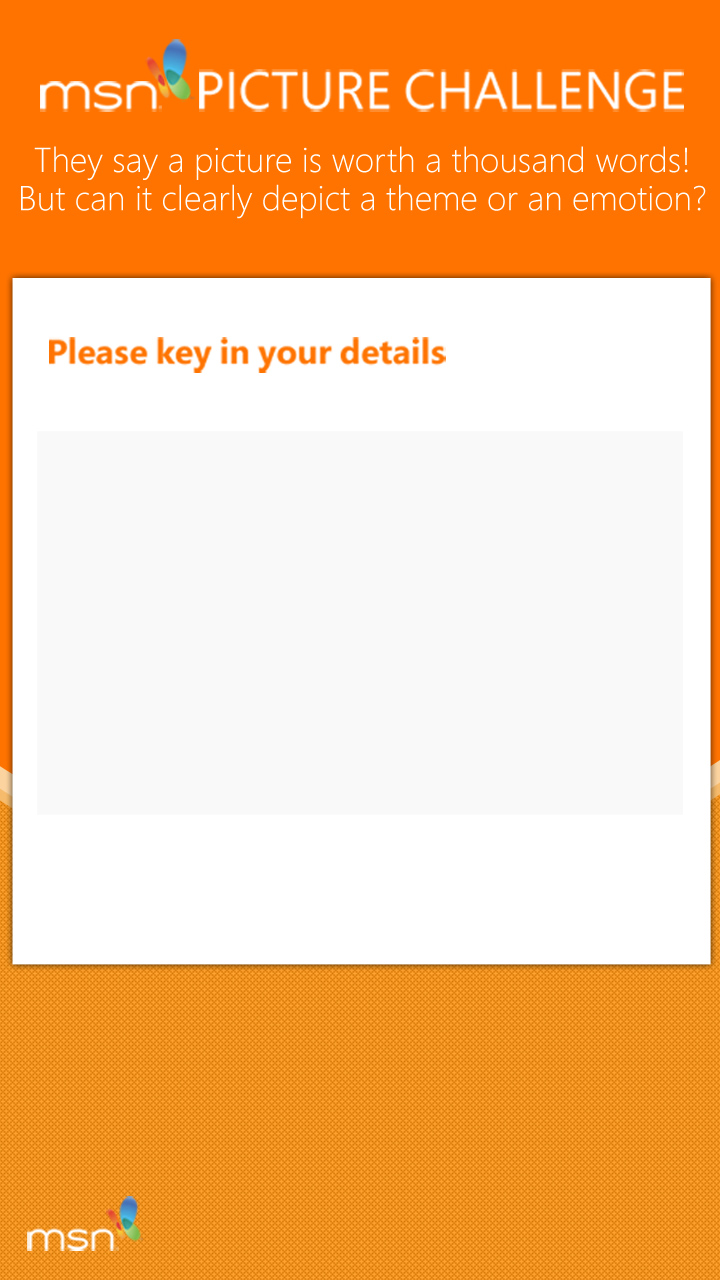 msn PICTURE CHALLENGE
They say a picture is worth a thousand words!
But can it clearly depict a theme or an emotion?
Please key in your details
msn